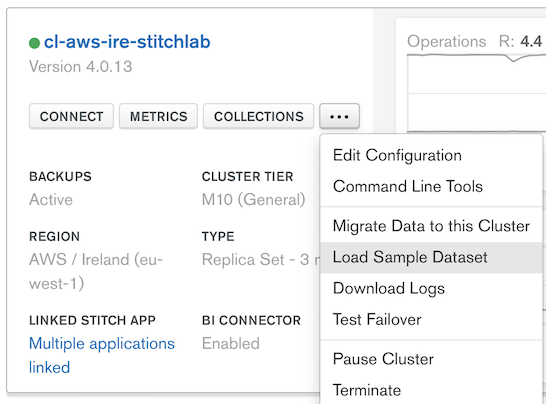 cl-aws-ire-stitchlab
Version 4.0.13
Operations R: 4.4
CONNECT METRICS COLLECTIONS •••
BACKUPS
Active
CLUSTER TIER
M10 (General)
REGION
AWS / Ireland (eu-
west-1)
TYPE
Replica Set - 3
LINKED STITCH APP
Multiple applications
linked
BI CONNECTOR
Enabled
Edit Configuration
Command Line Tools
Migrate Data to this Cluster
Load Sample Dataset
Download Logs
Test Failover
Pause Cluster
Terminate